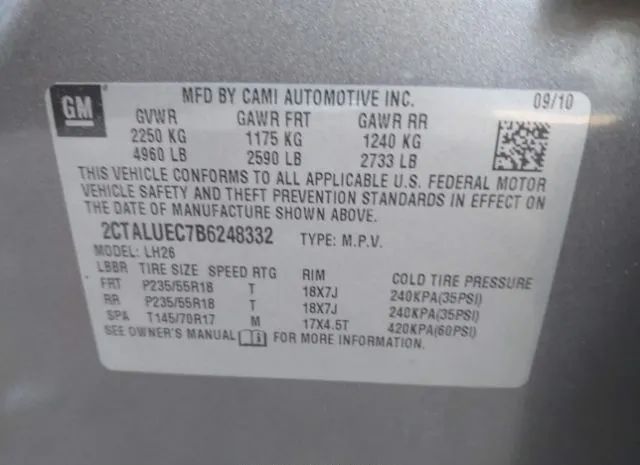 GM
MFD BY CAMI AUTOMOTIVE INC. 09/10
GVWR GAWR FRT GAWR RR
2250 KG 1175 KG 1240 KG
4960 LB 2590 LB 2733 LB
THIS VEHICLE CONFORMS TO ALL APPLICABLE U.S. FEDERAL MOTOR
VEHICLE SAFETY AND THEFT PREVENTION STANDARDS IN EFFECT ON
THE DATE OF MANUFACTURE SHOWN ABOVE.
2CTALUEC7B6248332 TYPE: M.P.V.
MODEL: LH26
LBBR TIRE SIZE SPEED RTG RIM COLD TIRE PRESSURE
FRT P235/55R18 T 18X7J 240KPA(35PSI)
RR P235/55R18 T 18X7J 240KPA(35PSI)
SPA T145/70R17 M 17X4.5T 420KPA(60PSI)
SEE OWNER'S MANUAL FOR MORE INFORMATION.